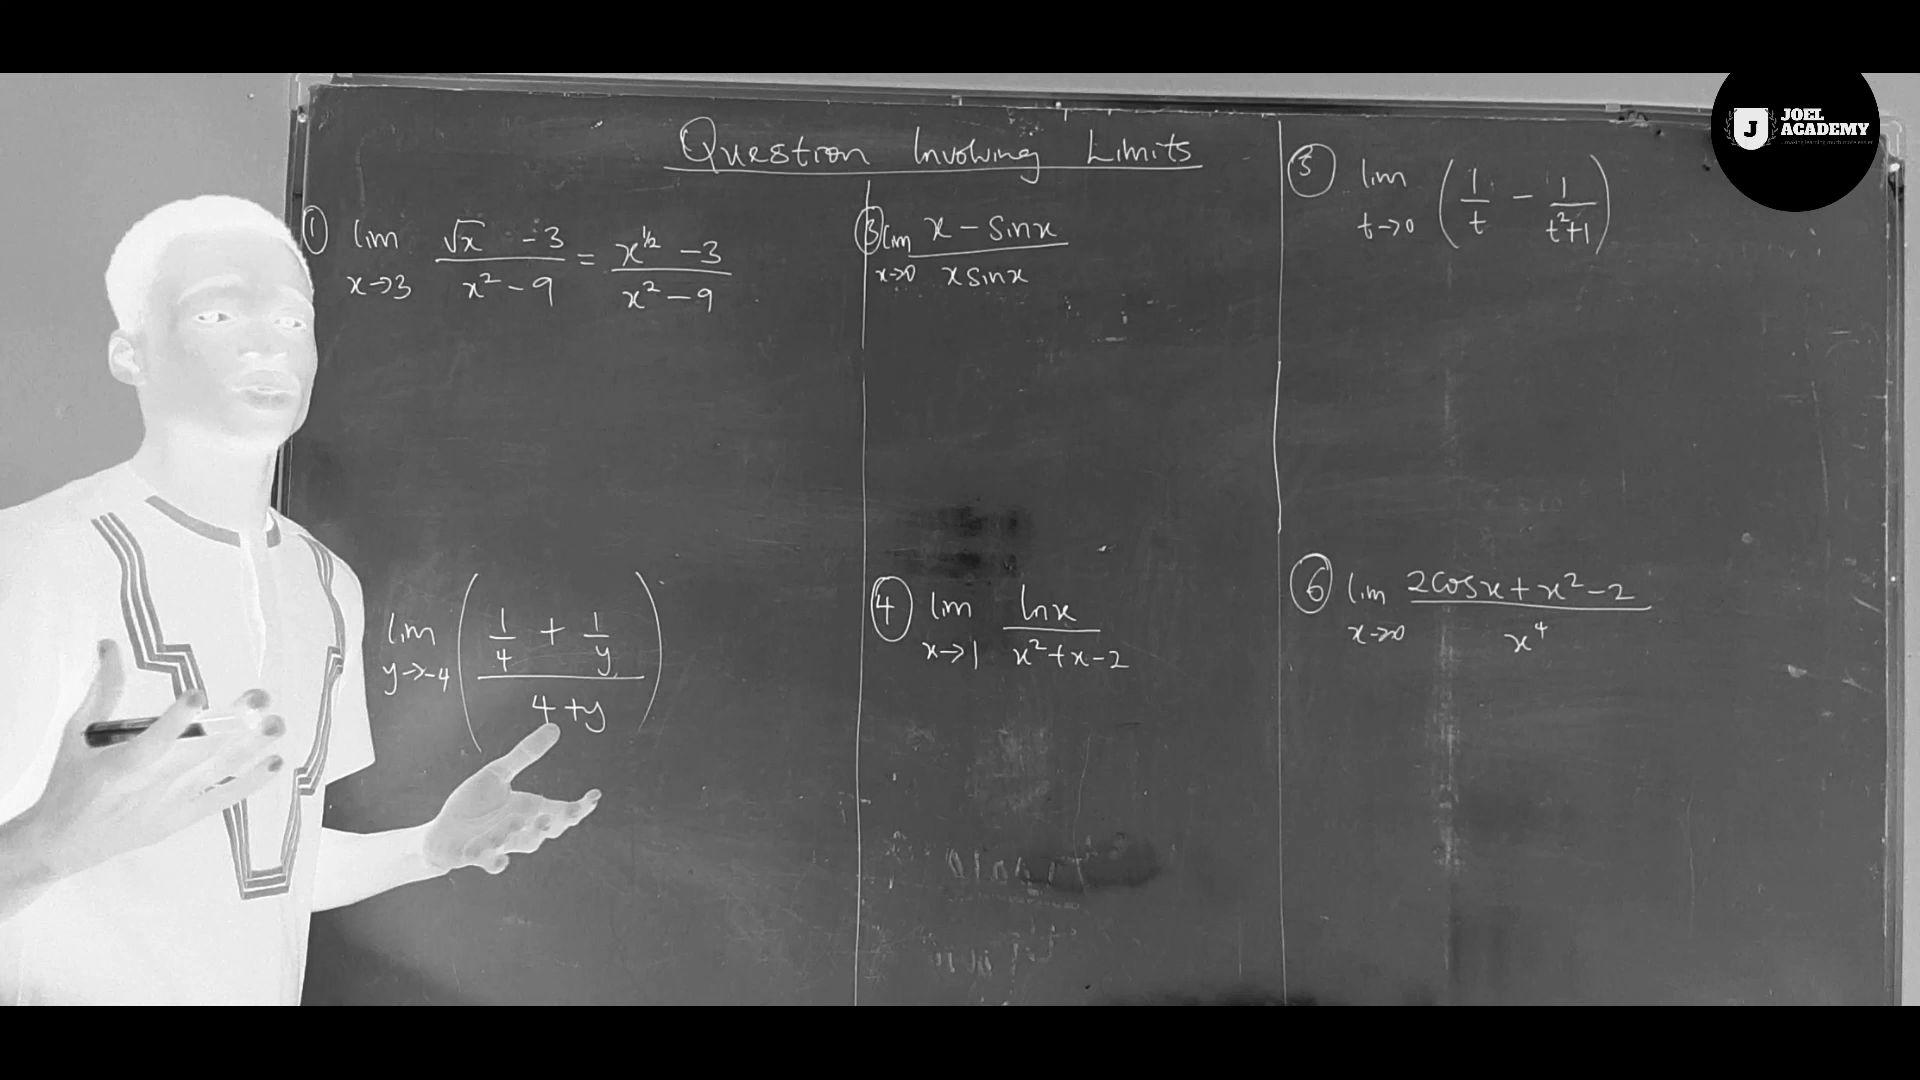 Question Involving Limits
① lim x→3 √x - 3 / x² - 9 = x^½ - 3 / x² - 9
lim y→-4 ( 1/4 + 1/y / 4 + y )
③ lim x→0 x - sinx / x sinx
④ lim x→1 lnx / x² + x - 2
⑤ lim t→0 ( 1/t - 1/t²+1 )
⑥ lim x→0 2cosx + x² - 2 / x⁴
J JOEL
ACADEMY